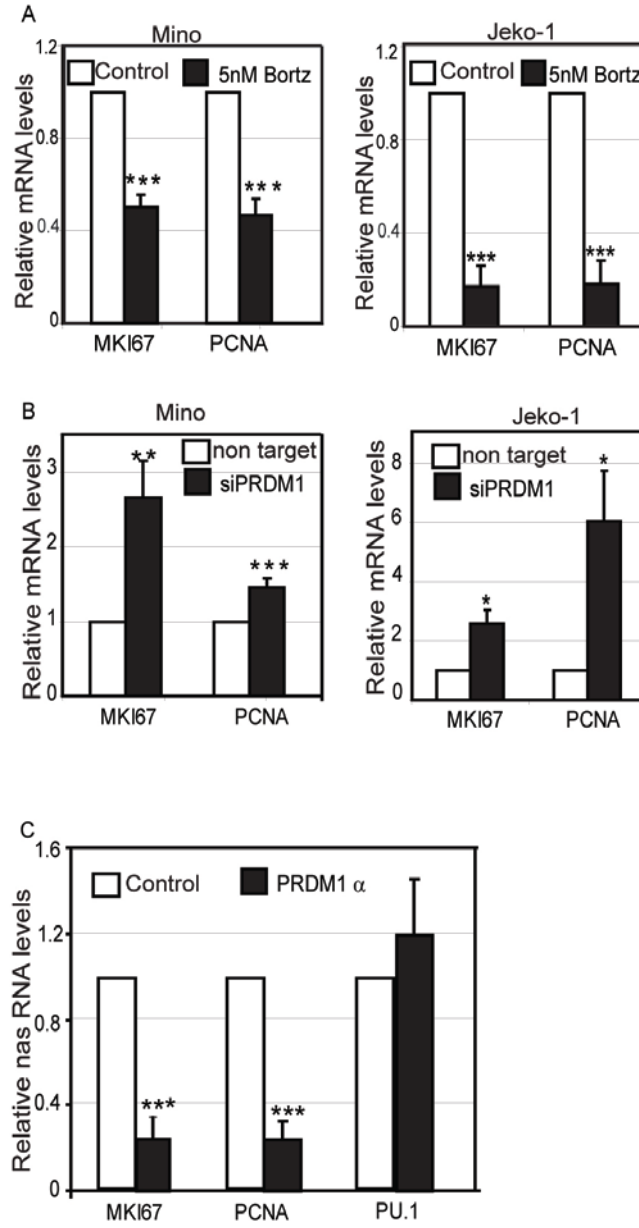 A
Mino
Relative mRNA levels
1.2
0.8
0.4
0
Control 5nM Bortz
*** ***
MKI67 PCNA
Jeko-1
Relative mRNA levels
1.2
0.8
0.4
0
Control 5nM Bortz
*** ***
MKI67 PCNA
B
Mino
Relative mRNA levels
3
2
1
0
non target
siPRDM1
** ***
MKI67 PCNA
Jeko-1
Relative mRNA levels
8
6
4
2
0
non target
siPRDM1
* *
MKI67 PCNA
C
Relative nas RNA levels
1.6
1.2
0.8
0.4
0
Control PRDM1 α
*** ***
MKI67 PCNA PU.1